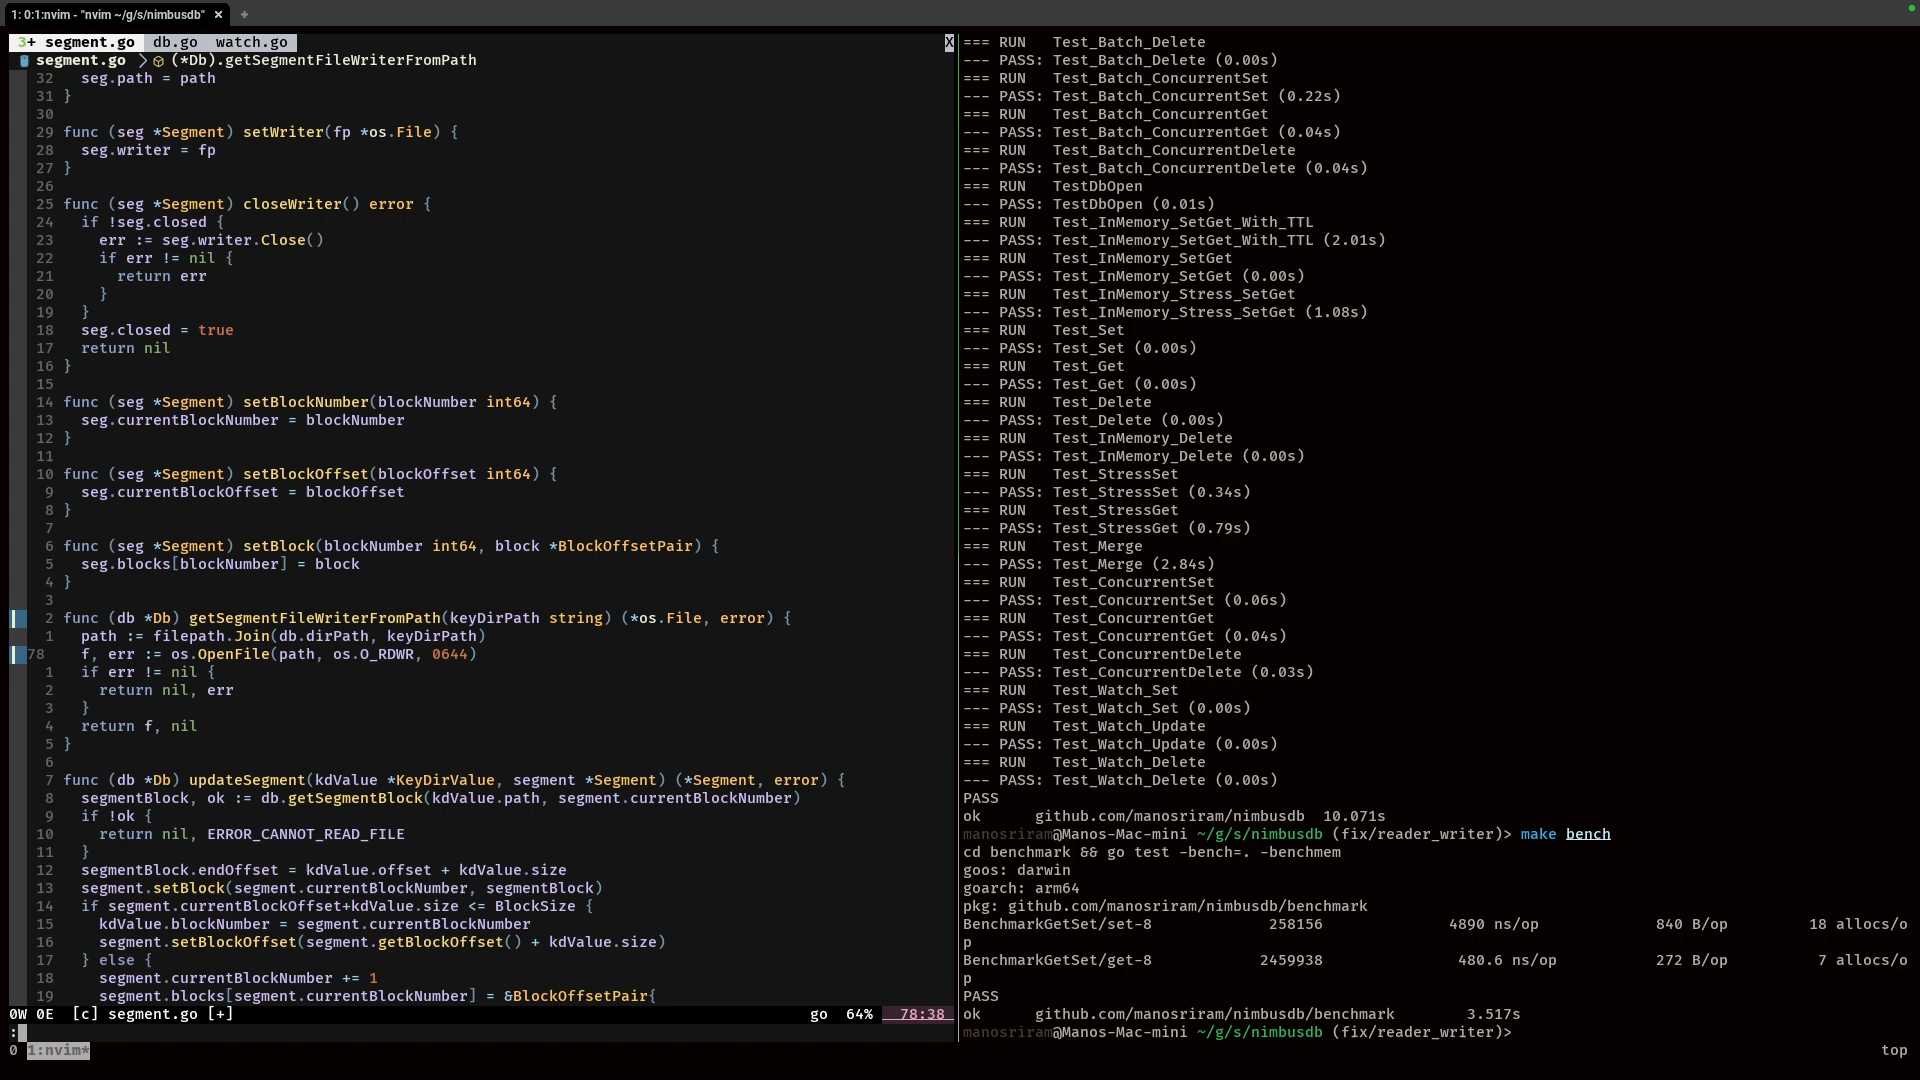 1: 0:1:nvim - "nvim ~/g/s/nimbusdb" × +
3+ segment.go db.go watch.go X
segment.go > (*Db).getSegmentFileWriterFromPath
32 seg.path = path
31 }
30
29 func (seg *Segment) setWriter(fp *os.File) {
28 seg.writer = fp
27 }
26
25 func (seg *Segment) closeWriter() error {
24 if !seg.closed {
23 err := seg.writer.Close()
22 if err != nil {
21 return err
20 }
19 }
18 seg.closed = true
17 return nil
16 }
15
14 func (seg *Segment) setBlockNumber(blockNumber int64) {
13 seg.currentBlockNumber = blockNumber
12 }
11
10 func (seg *Segment) setBlockOffset(blockOffset int64) {
9 seg.currentBlockOffset = blockOffset
8 }
7
6 func (seg *Segment) setBlock(blockNumber int64, block *BlockOffsetPair) {
5 seg.blocks[blockNumber] = block
4 }
3
2 func (db *Db) getSegmentFileWriterFromPath(keyDirPath string) (*os.File, error) {
1 path := filepath.Join(db.dirPath, keyDirPath)
78 f, err := os.OpenFile(path, os.O_RDWR, 0644)
1 if err != nil {
2 return nil, err
3 }
4 return f, nil
5 }
6
7 func (db *Db) updateSegment(kdValue *KeyDirValue, segment *Segment) (*Segment, error) {
8 segmentBlock, ok := db.getSegmentBlock(kdValue.path, segment.currentBlockNumber)
9 if !ok {
10 return nil, ERROR_CANNOT_READ_FILE
11 }
12 segmentBlock.endOffset = kdValue.offset + kdValue.size
13 segment.setBlock(segment.currentBlockNumber, segmentBlock)
14 if segment.currentBlockOffset+kdValue.size <= BlockSize {
15 kdValue.blockNumber = segment.currentBlockNumber
16 segment.setBlockOffset(segment.getBlockOffset() + kdValue.size)
17 } else {
18 segment.currentBlockNumber += 1
19 segment.blocks[segment.currentBlockNumber] = &BlockOffsetPair{
0W 0E [c] segment.go [+] go 64% 78:38
:
0 1:nvim*
=== RUN Test_Batch_Delete
--- PASS: Test_Batch_Delete (0.00s)
=== RUN Test_Batch_ConcurrentSet
--- PASS: Test_Batch_ConcurrentSet (0.22s)
=== RUN Test_Batch_ConcurrentGet
--- PASS: Test_Batch_ConcurrentGet (0.04s)
=== RUN Test_Batch_ConcurrentDelete
--- PASS: Test_Batch_ConcurrentDelete (0.04s)
=== RUN TestDbOpen
--- PASS: TestDbOpen (0.01s)
=== RUN Test_InMemory_SetGet_With_TTL
--- PASS: Test_InMemory_SetGet_With_TTL (2.01s)
=== RUN Test_InMemory_SetGet
--- PASS: Test_InMemory_SetGet (0.00s)
=== RUN Test_InMemory_Stress_SetGet
--- PASS: Test_InMemory_Stress_SetGet (1.08s)
=== RUN Test_Set
--- PASS: Test_Set (0.00s)
=== RUN Test_Get
--- PASS: Test_Get (0.00s)
=== RUN Test_Delete
--- PASS: Test_Delete (0.00s)
=== RUN Test_InMemory_Delete
--- PASS: Test_InMemory_Delete (0.00s)
=== RUN Test_StressSet
--- PASS: Test_StressSet (0.34s)
=== RUN Test_StressGet
--- PASS: Test_StressGet (0.79s)
=== RUN Test_Merge
--- PASS: Test_Merge (2.84s)
=== RUN Test_ConcurrentSet
--- PASS: Test_ConcurrentSet (0.06s)
=== RUN Test_ConcurrentGet
--- PASS: Test_ConcurrentGet (0.04s)
=== RUN Test_ConcurrentDelete
--- PASS: Test_ConcurrentDelete (0.03s)
=== RUN Test_Watch_Set
--- PASS: Test_Watch_Set (0.00s)
=== RUN Test_Watch_Update
--- PASS: Test_Watch_Update (0.00s)
=== RUN Test_Watch_Delete
--- PASS: Test_Watch_Delete (0.00s)
PASS
ok github.com/manosriram/nimbusdb 10.071s
manosriram@Manos-Mac-mini ~/g/s/nimbusdb (fix/reader_writer)> make bench
cd benchmark && go test -bench=. -benchmem
goos: darwin
goarch: arm64
pkg: github.com/manosriram/nimbusdb/benchmark
BenchmarkGetSet/set-8 258156 4890 ns/op 840 B/op 18 allocs/o
p
BenchmarkGetSet/get-8 2459938 480.6 ns/op 272 B/op 7 allocs/o
p
PASS
ok github.com/manosriram/nimbusdb/benchmark 3.517s
manosriram@Manos-Mac-mini ~/g/s/nimbusdb (fix/reader_writer)>
top